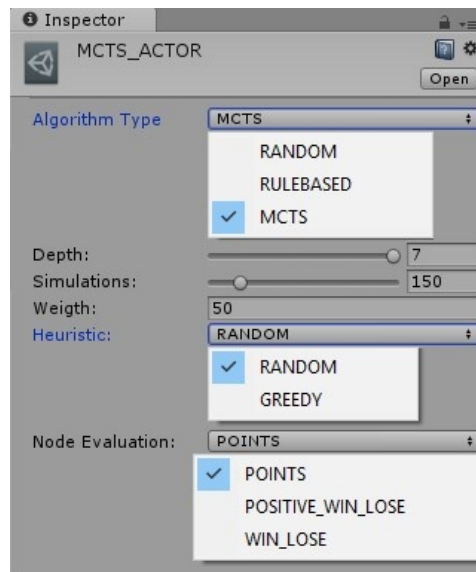 Inspector
MCTS_ACTOR
Open
Algorithm Type MCTS
RANDOM
RULEBASED
MCTS
Depth: 7
Simulations: 150
Weigth: 50
Heuristic: RANDOM
RANDOM
GREEDY
Node Evaluation: POINTS
POINTS
POSITIVE_WIN_LOSE
WIN_LOSE